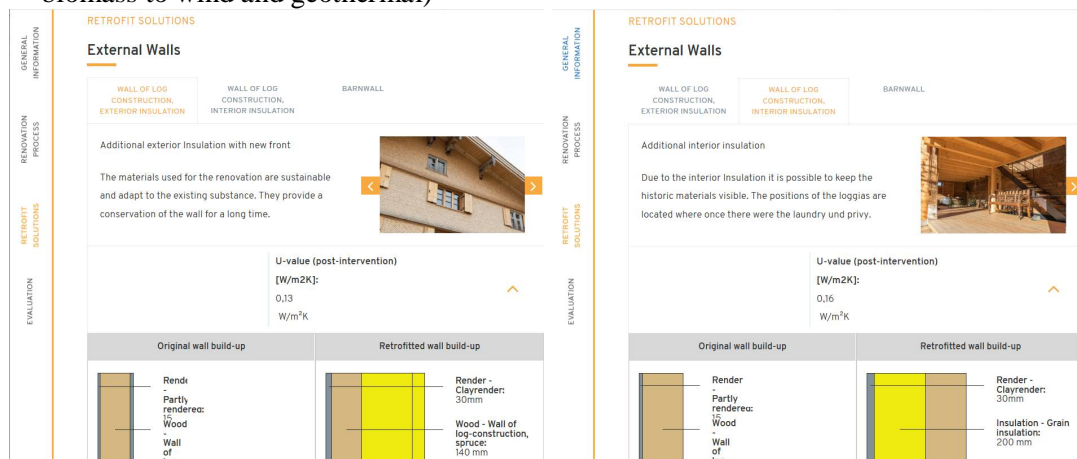 biomass to wind and geothermal)
GENERAL
INFORMATION
RENOVATION
PROCESS
RETROFIT
SOLUTIONS
EVALUATION
RETROFIT SOLUTIONS
External Walls
WALL OF LOG
CONSTRUCTION,
EXTERIOR INSULATION
WALL OF LOG
CONSTRUCTION,
INTERIOR INSULATION
BARNWALL
Additional exterior Insulation with new front
The materials used for the renovation are sustainable
and adapt to the existing substance. They provide a
conservation of the wall for a long time.
U-value (post-intervention)
[W/m2K]:
0,13
W/m²K
Original wall build-up
Retrofitted wall build-up
Rende
-
Partly
rendered:
15
Wood
-
Wall
of
Render -
Clayrender:
30mm
Wood - Wall of
log-construction,
spruce:
140 mm
GENERAL
INFORMATION
RENOVATION
PROCESS
RETROFIT
SOLUTIONS
EVALUATION
RETROFIT SOLUTIONS
External Walls
WALL OF LOG
CONSTRUCTION,
EXTERIOR INSULATION
WALL OF LOG
CONSTRUCTION,
INTERIOR INSULATION
BARNWALL
Additional interior insulation
Due to the interior Insulation it is possible to keep the
historic materials visible. The positions of the loggias are
located where once there were the laundry und privy.
U-value (post-intervention)
[W/m2K]:
0,16
W/m²K
Original wall build-up
Retrofitted wall build-up
Render
-
Partly
rendered:
15
Wood
-
Wall
of
Render -
Clayrender:
30mm
Insulation - Grain
insulation:
200 mm